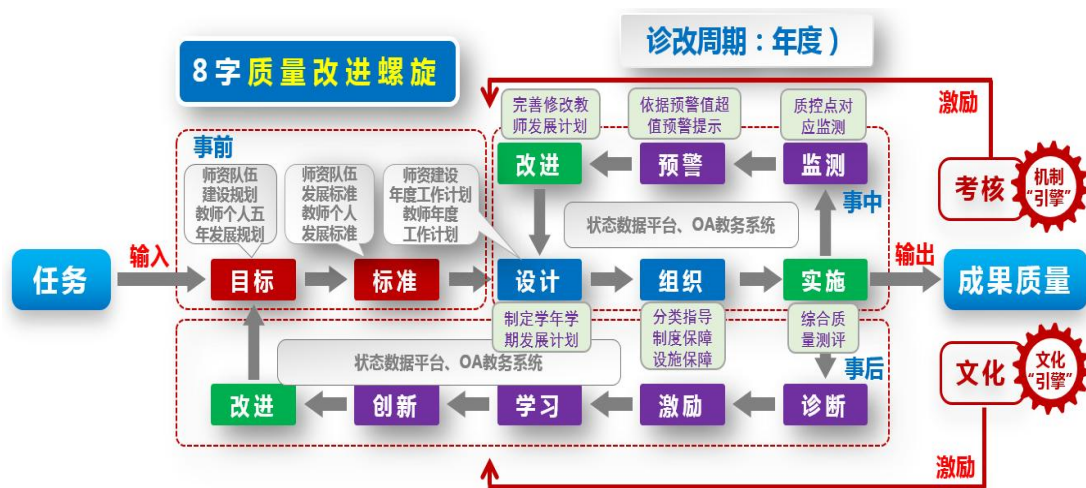 8字质量改进螺旋
诊改周期：年度）
激励
完善修改教
师发展计划
依据预警值超
值预警提示
质控点对
应监测
事前
改进
预警
监测
考核
机制
“引擎”
师资队伍
建设规划
教师个人五
年发展规划
师资队伍
发展标准
教师个人
发展标准
师资建设
年度工作计划
教师年度
工作计划
事中
状态数据平台、OA教务系统
任务
输入
目标
标准
设计
组织
实施
输出
成果质量
制定学年学
期发展计划
分类指导
制度保障
设施保障
综合质
量测评
状态数据平台、OA教务系统
事后
文化
文化
“引擎”
改进
创新
学习
激励
诊断
激励